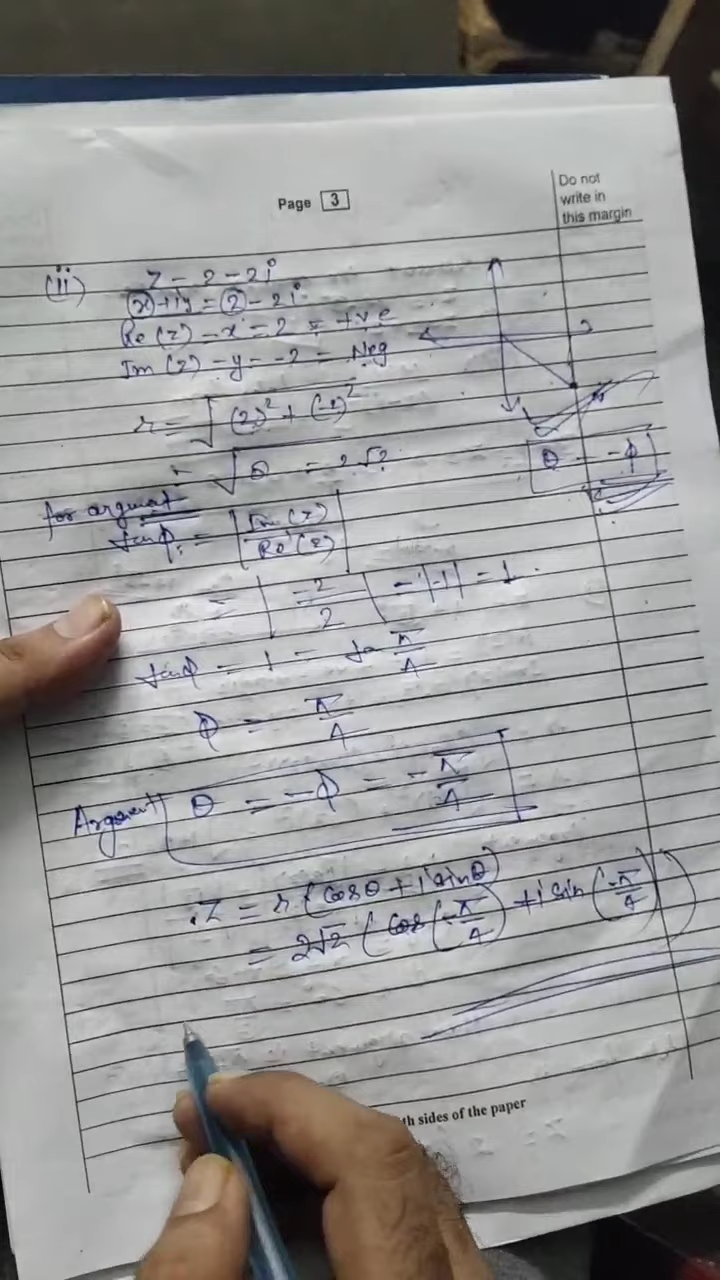 Page 3
Do not
write in
this margin
(ii) z = 2 - 2i
x + iy = 2 - 2i
Re(z) = x = 2 = +ve
Im(z) = y = -2 = Neg
r = √(2)² + (-2)²
= √8 = 2√2
θ = -ϕ
for argument
tanϕ = |Im(z)/Re(z)|
= |-2/2| = |-1| = 1
tanϕ = 1 = tan π/4
ϕ = π/4
Argument θ = -ϕ = -π/4
∴ z = r(cosθ + i sinθ)
= 2√2 (cos(-π/4) + i sin(-π/4))
th sides of the paper